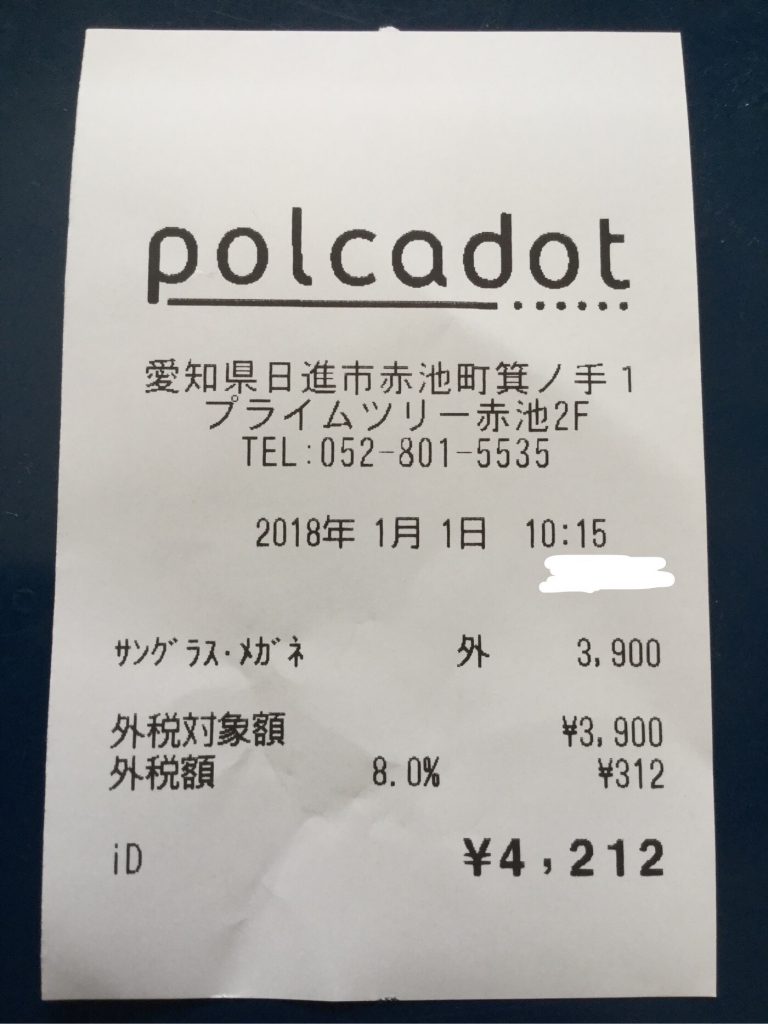 polcadot
愛知県日進市赤池町箕ノ手1
プライムツリー赤池2F
TEL:052-801-5535
2018年 1月 1日 10:15
ｻﾝｸﾞﾗｽ･ﾒｶﾞﾈ 外 3,900
外税対象額 ¥3,900
外税額 8.0% ¥312
iD ¥4,212